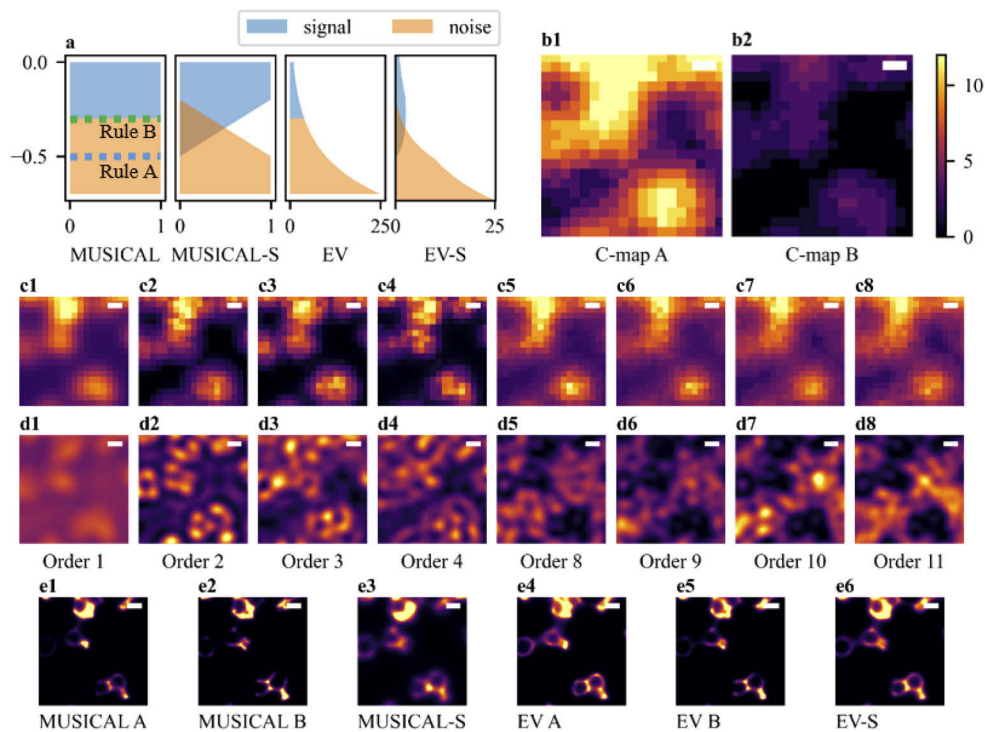 signal noise
a
0.0
−0.5
Rule B
Rule A
0 1 0 1 0 250 25
MUSICAL MUSICAL-S EV EV-S
b1 b2
10
5
0
C-map A C-map B
c1 c2 c3 c4 c5 c6 c7 c8
d1 d2 d3 d4 d5 d6 d7 d8
Order 1 Order 2 Order 3 Order 4 Order 8 Order 9 Order 10 Order 11
e1 e2 e3 e4 e5 e6
MUSICAL A MUSICAL B MUSICAL-S EV A EV B EV-S